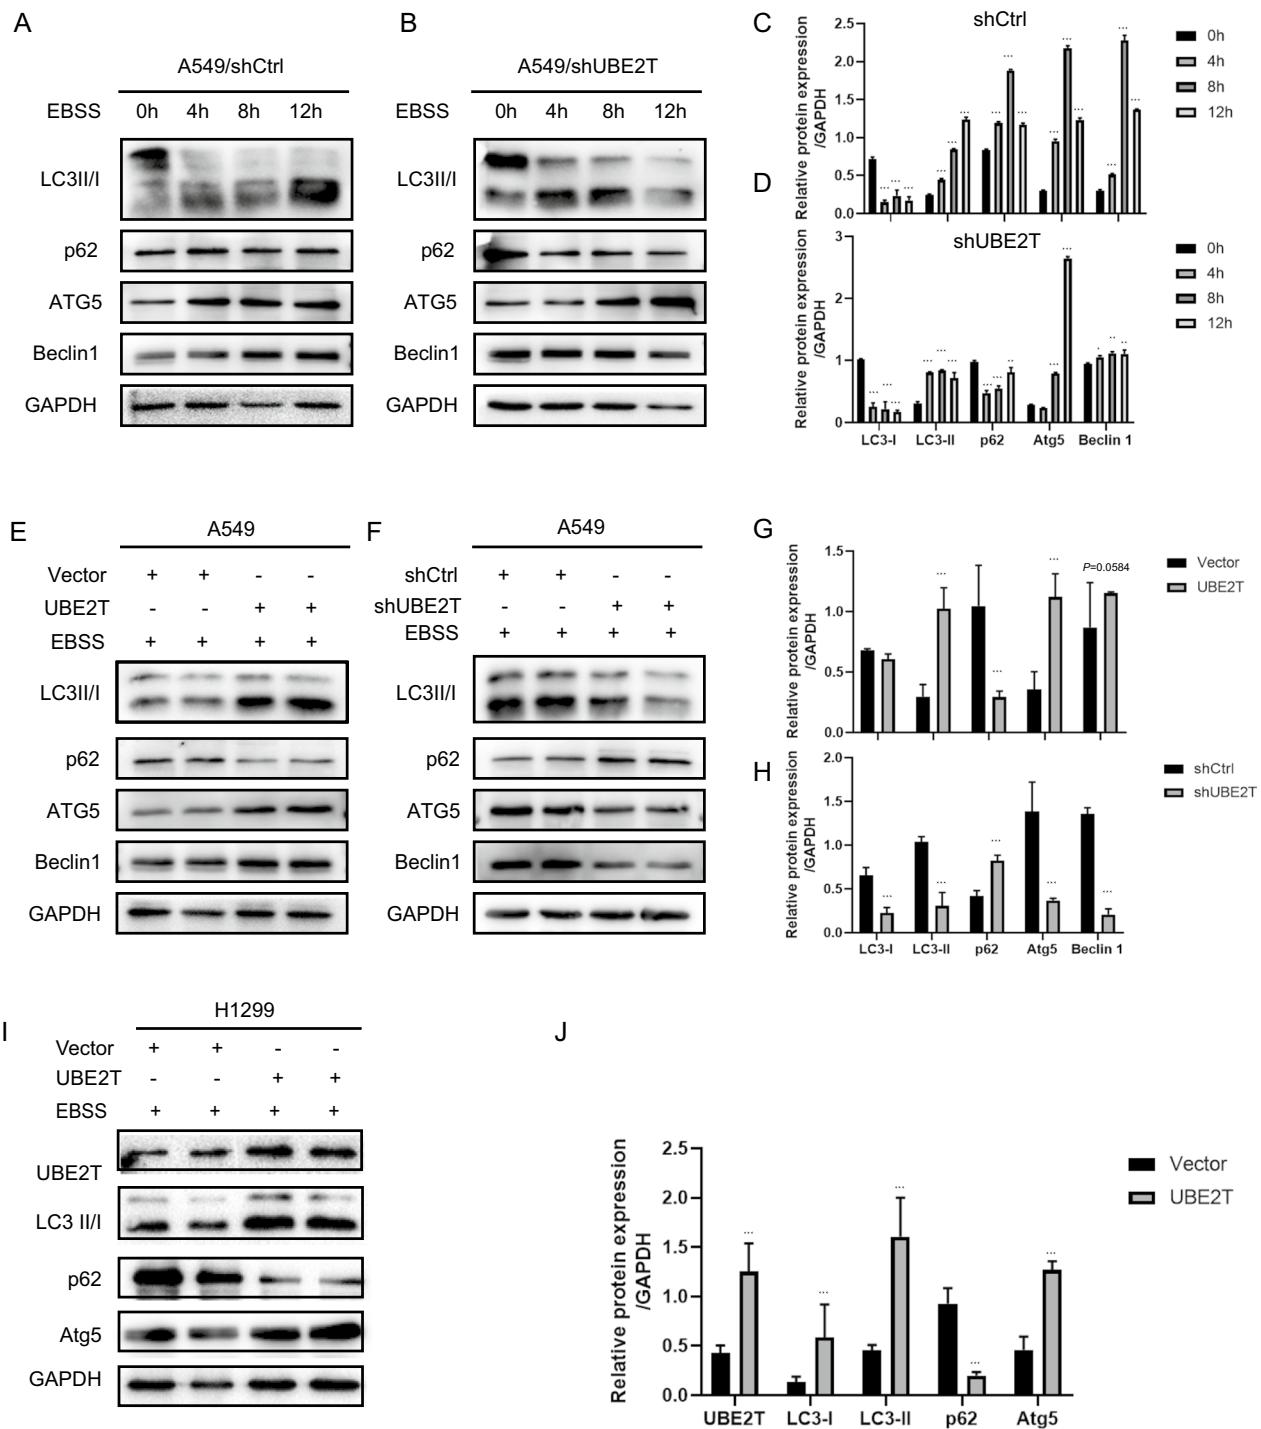 A
A549/shCtrl
EBSS 0h 4h 8h 12h
LC3II/I
p62
ATG5
Beclin1
GAPDH
B
A549/shUBE2T
EBSS 0h 4h 8h 12h
LC3II/I
p62
ATG5
Beclin1
GAPDH
C
shCtrl
Relative protein expression
/GAPDH
2.5
2.0
1.5
1.0
0.5
0.0
0h
4h
8h
12h
D
shUBE2T
Relative protein expression
/GAPDH
3
2
1
0
LC3-I LC3-II p62 Atg5 Beclin 1
0h
4h
8h
12h
E
A549
Vector + + - -
UBE2T - - + +
EBSS + + + +
LC3II/I
p62
ATG5
Beclin1
GAPDH
F
A549
shCtrl + + - -
shUBE2T - - + +
EBSS + + + +
LC3II/I
p62
ATG5
Beclin1
GAPDH
G
Relative protein expression
/GAPDH
1.5
1.0
0.5
0.0
P=0.0584
Vector
UBE2T
H
Relative protein expression
/GAPDH
2.0
1.5
1.0
0.5
0.0
LC3-I LC3-II p62 Atg5 Beclin 1
shCtrl
shUBE2T
I
H1299
Vector + + - -
UBE2T - - + +
EBSS + + + +
UBE2T
LC3 II/I
p62
Atg5
GAPDH
J
Relative protein expression
/GAPDH
2.5
2.0
1.5
1.0
0.5
0.0
UBE2T LC3-I LC3-II p62 Atg5
Vector
UBE2T